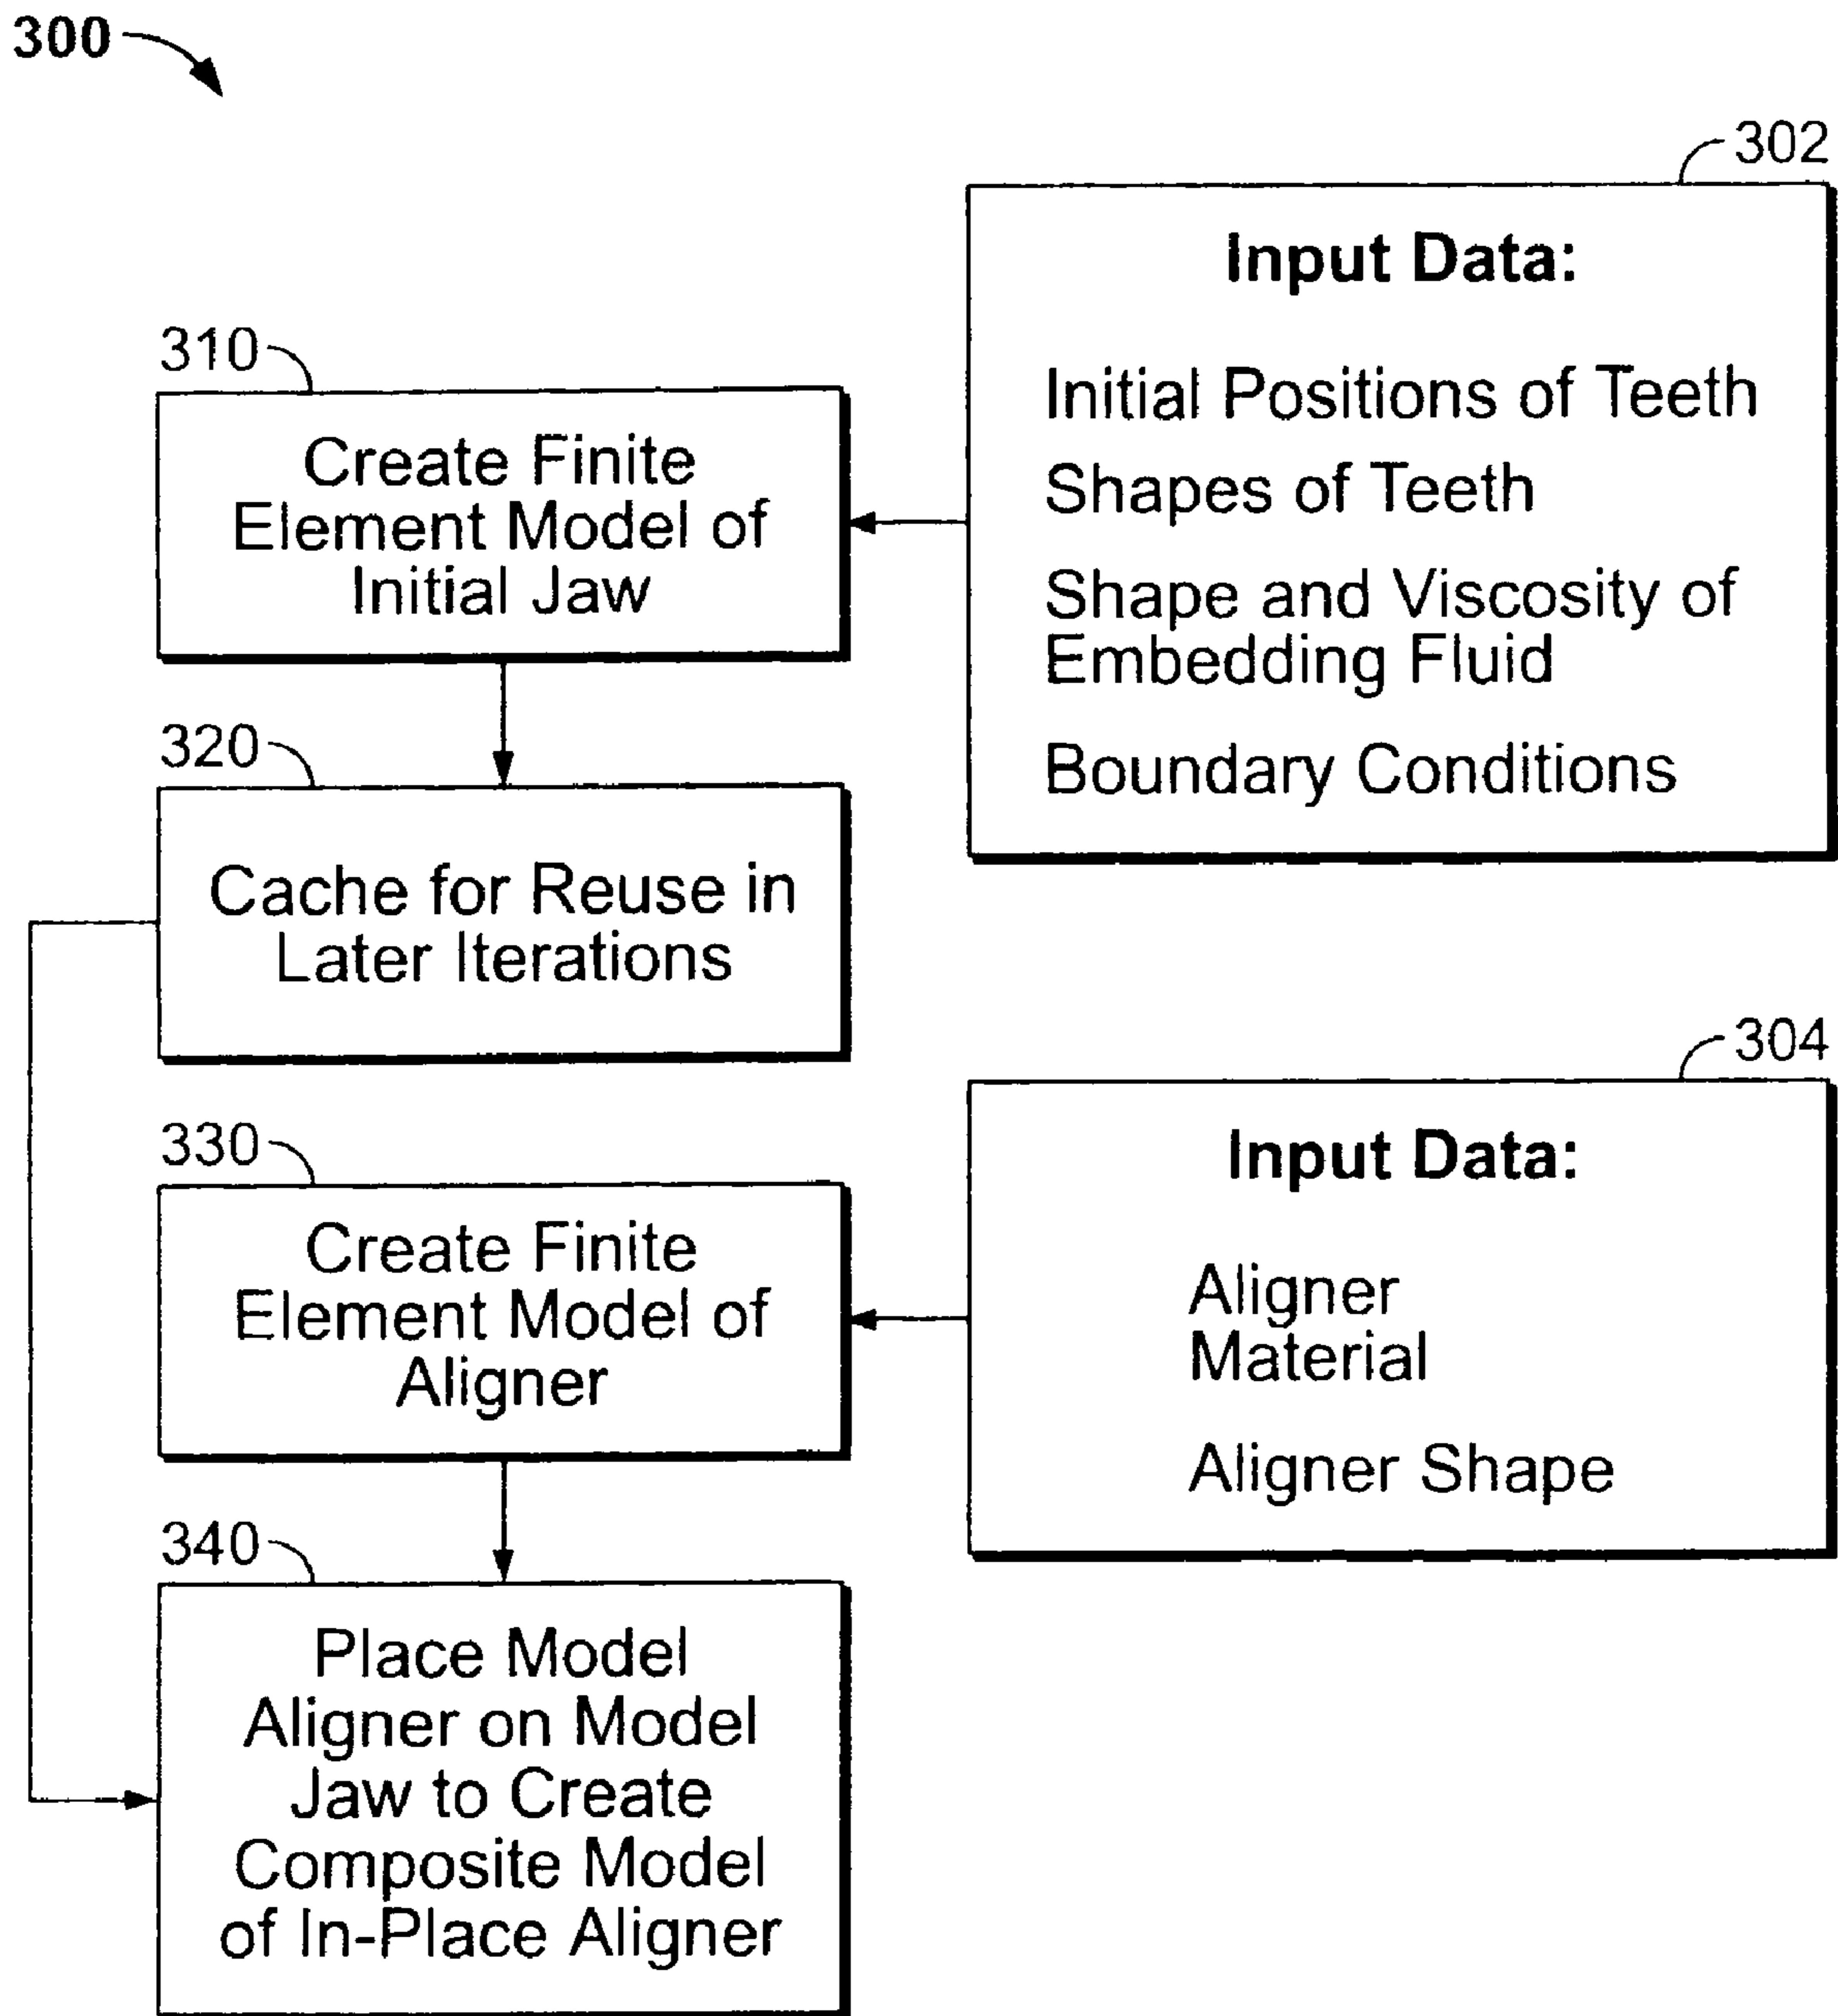 300
302
Input Data:
Initial Positions of Teeth
Shapes of Teeth
Shape and Viscosity of
Embedding Fluid
Boundary Conditions
310
Create Finite
Element Model of
Initial Jaw
320
Cache for Reuse in
Later Iterations
304
Input Data:
Aligner
Material
Aligner Shape
330
Create Finite
Element Model of
Aligner
340
Place Model
Aligner on Model
Jaw to Create
Composite Model
of In-Place Aligner